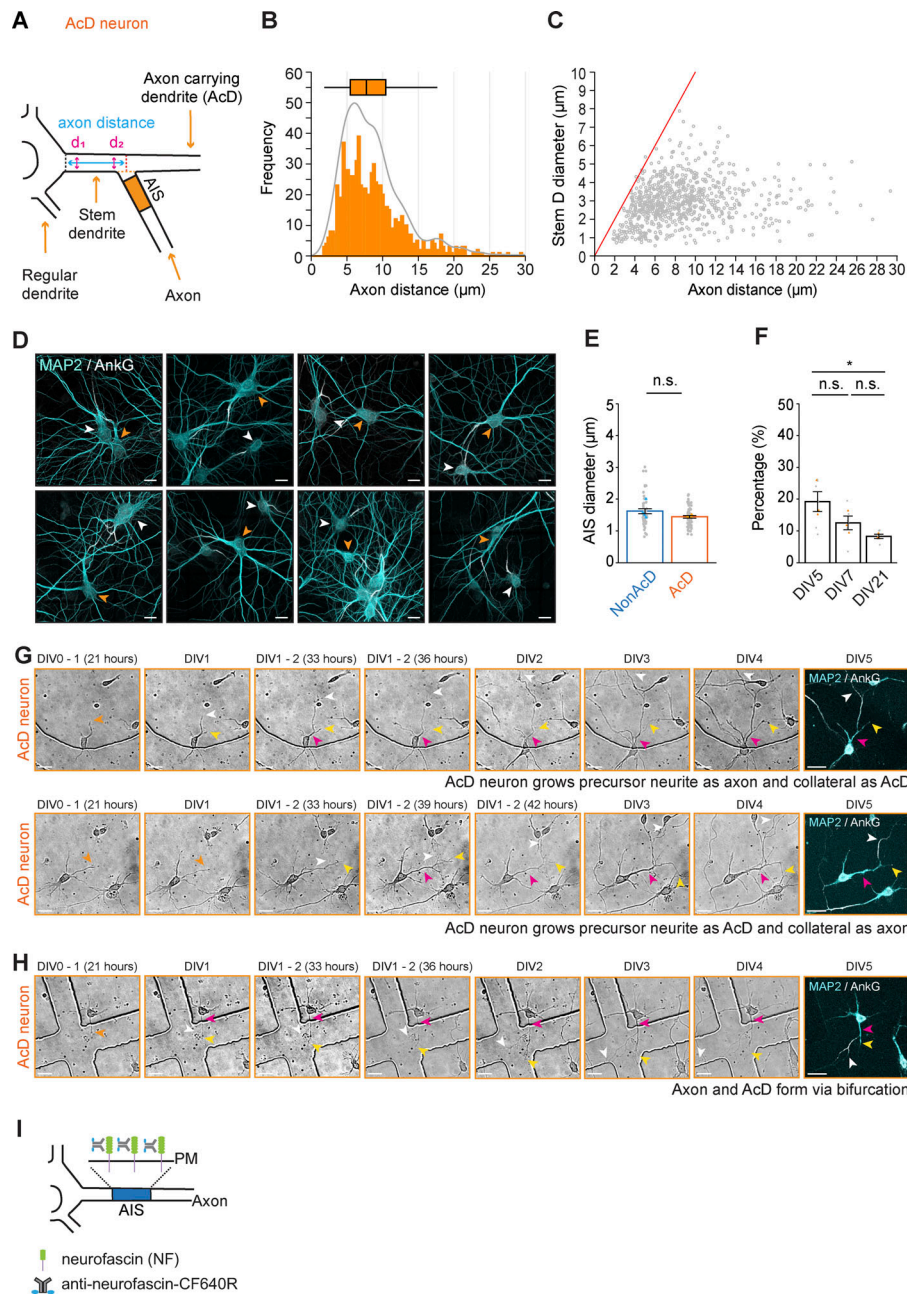 A
AcD neuron
Axon carrying
dendrite (AcD)
axon distance
d₁
d₂
AIS
Stem
dendrite
Regular
dendrite
Axon
B
60
50
40
30
20
10
0
Frequency
0 5 10 15 20 25 30
Axon distance (µm)
C
10
9
8
7
6
5
4
3
2
1
0
Stem D diameter (µm)
0 2 4 6 8 10 12 14 16 18 20 22 24 26 28 30
Axon distance (µm)
D
MAP2 / AnkG
E
n.s.
AIS diameter (µm)
4
3
2
1
0
NonAcD
AcD
F
*
n.s. n.s.
Percentage (%)
50
40
30
20
10
0
DIV5
DIV7
DIV21
G
DIV0 - 1 (21 hours) DIV1 DIV1 - 2 (33 hours) DIV1 - 2 (36 hours) DIV2 DIV3 DIV4 DIV5
AcD neuron
MAP2 / AnkG
AcD neuron grows precursor neurite as axon and collateral as AcD
DIV0 - 1 (21 hours) DIV1 DIV1 - 2 (33 hours) DIV1 - 2 (39 hours) DIV1 - 2 (42 hours) DIV3 DIV4 DIV5
AcD neuron
MAP2 / AnkG
AcD neuron grows precursor neurite as AcD and collateral as axon
H
DIV0 - 1 (21 hours) DIV1 DIV1 - 2 (33 hours) DIV1 - 2 (36 hours) DIV2 DIV3 DIV4 DIV5
AcD neuron
MAP2 / AnkG
Axon and AcD form via bifurcation
I
PM
Axon
AIS
neurofascin (NF)
anti-neurofascin-CF640R